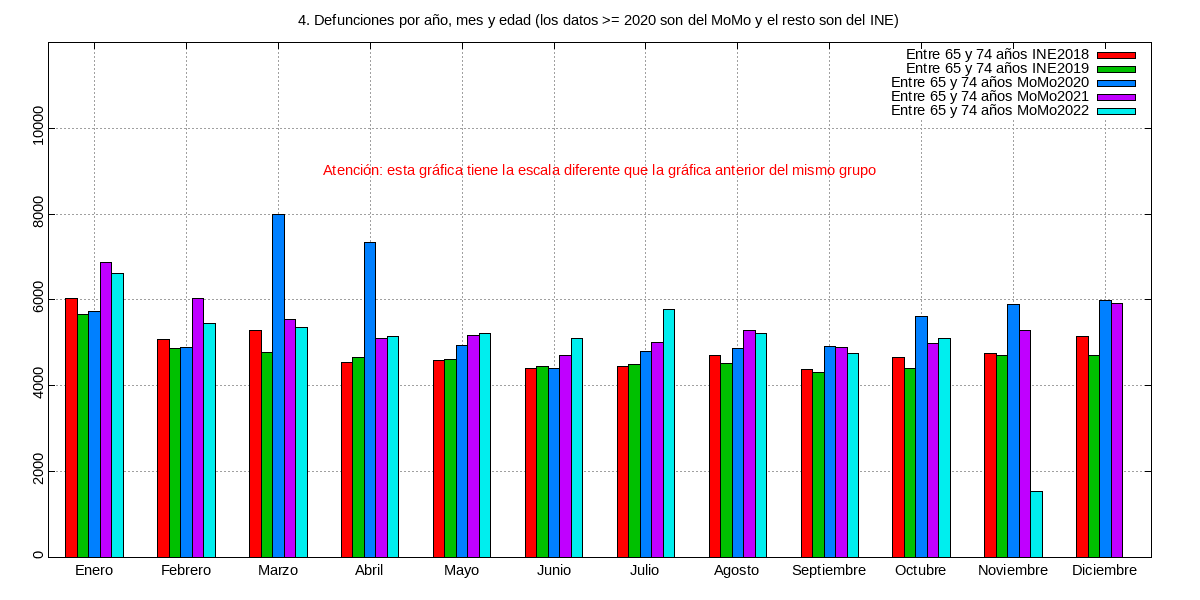 4. Defunciones por año, mes y edad (los datos >= 2020 son del MoMo y el resto son del INE)
Entre 65 y 74 años INE2018
Entre 65 y 74 años INE2019
Entre 65 y 74 años MoMo2020
Entre 65 y 74 años MoMo2021
Entre 65 y 74 años MoMo2022
10000
Atención: esta gráfica tiene la escala diferente que la gráfica anterior del mismo grupo
8000
6000
4000
2000
0
Enero Febrero Marzo Abril Mayo Junio Julio Agosto Septiembre Octubre Noviembre Diciembre